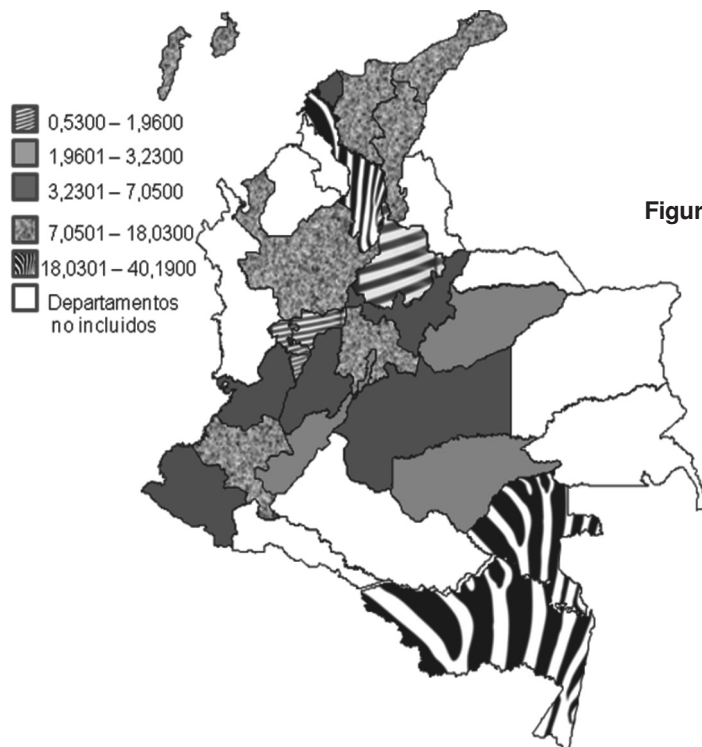 0,5300 – 1,9600
1,9601 – 3,2300
3,2301 – 7,0500
7,0501 – 18,0300
18,0301 – 40,1900
Departamentos
no incluidos
Figur